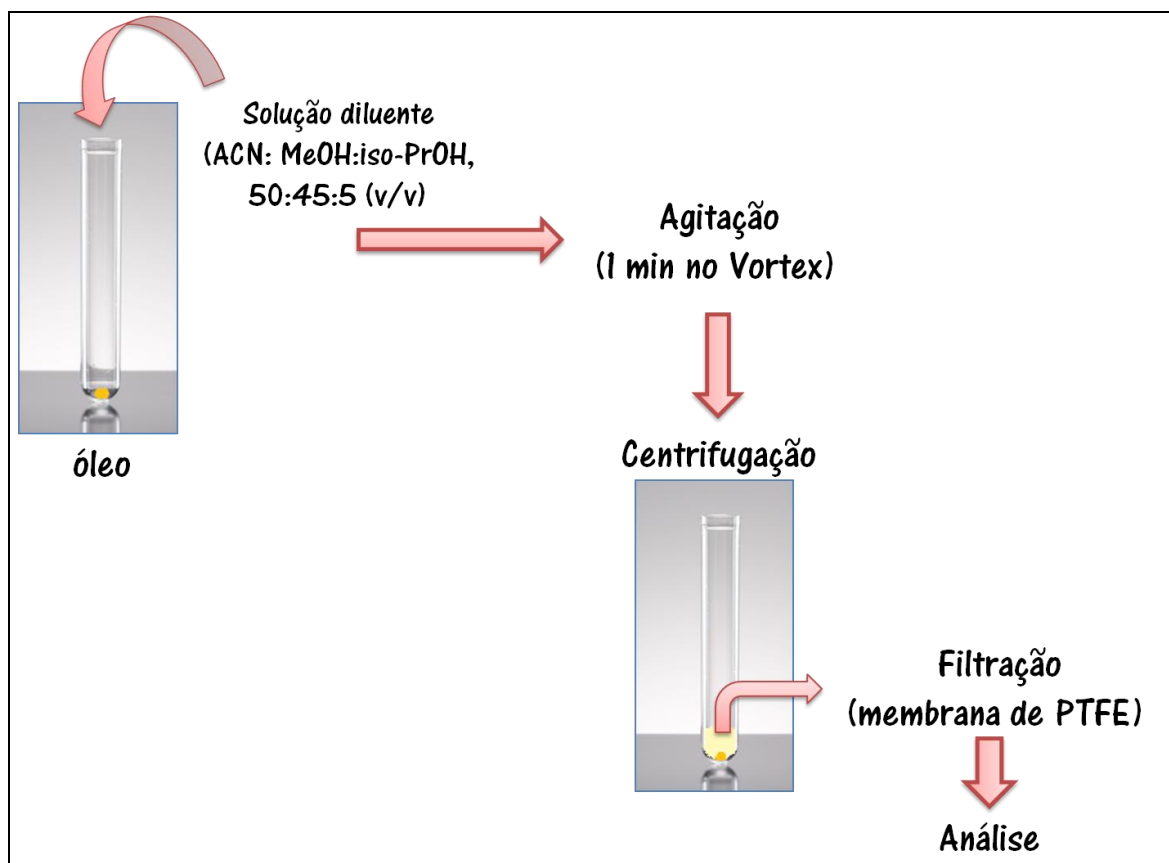 Solução diluente
(ACN: MeOH:iso-PrOH,
50:45:5 (v/v)
Agitação
(1 min no Vortex)
óleo
Centrifugação
Filtração
(membrana de PTFE)
Análise